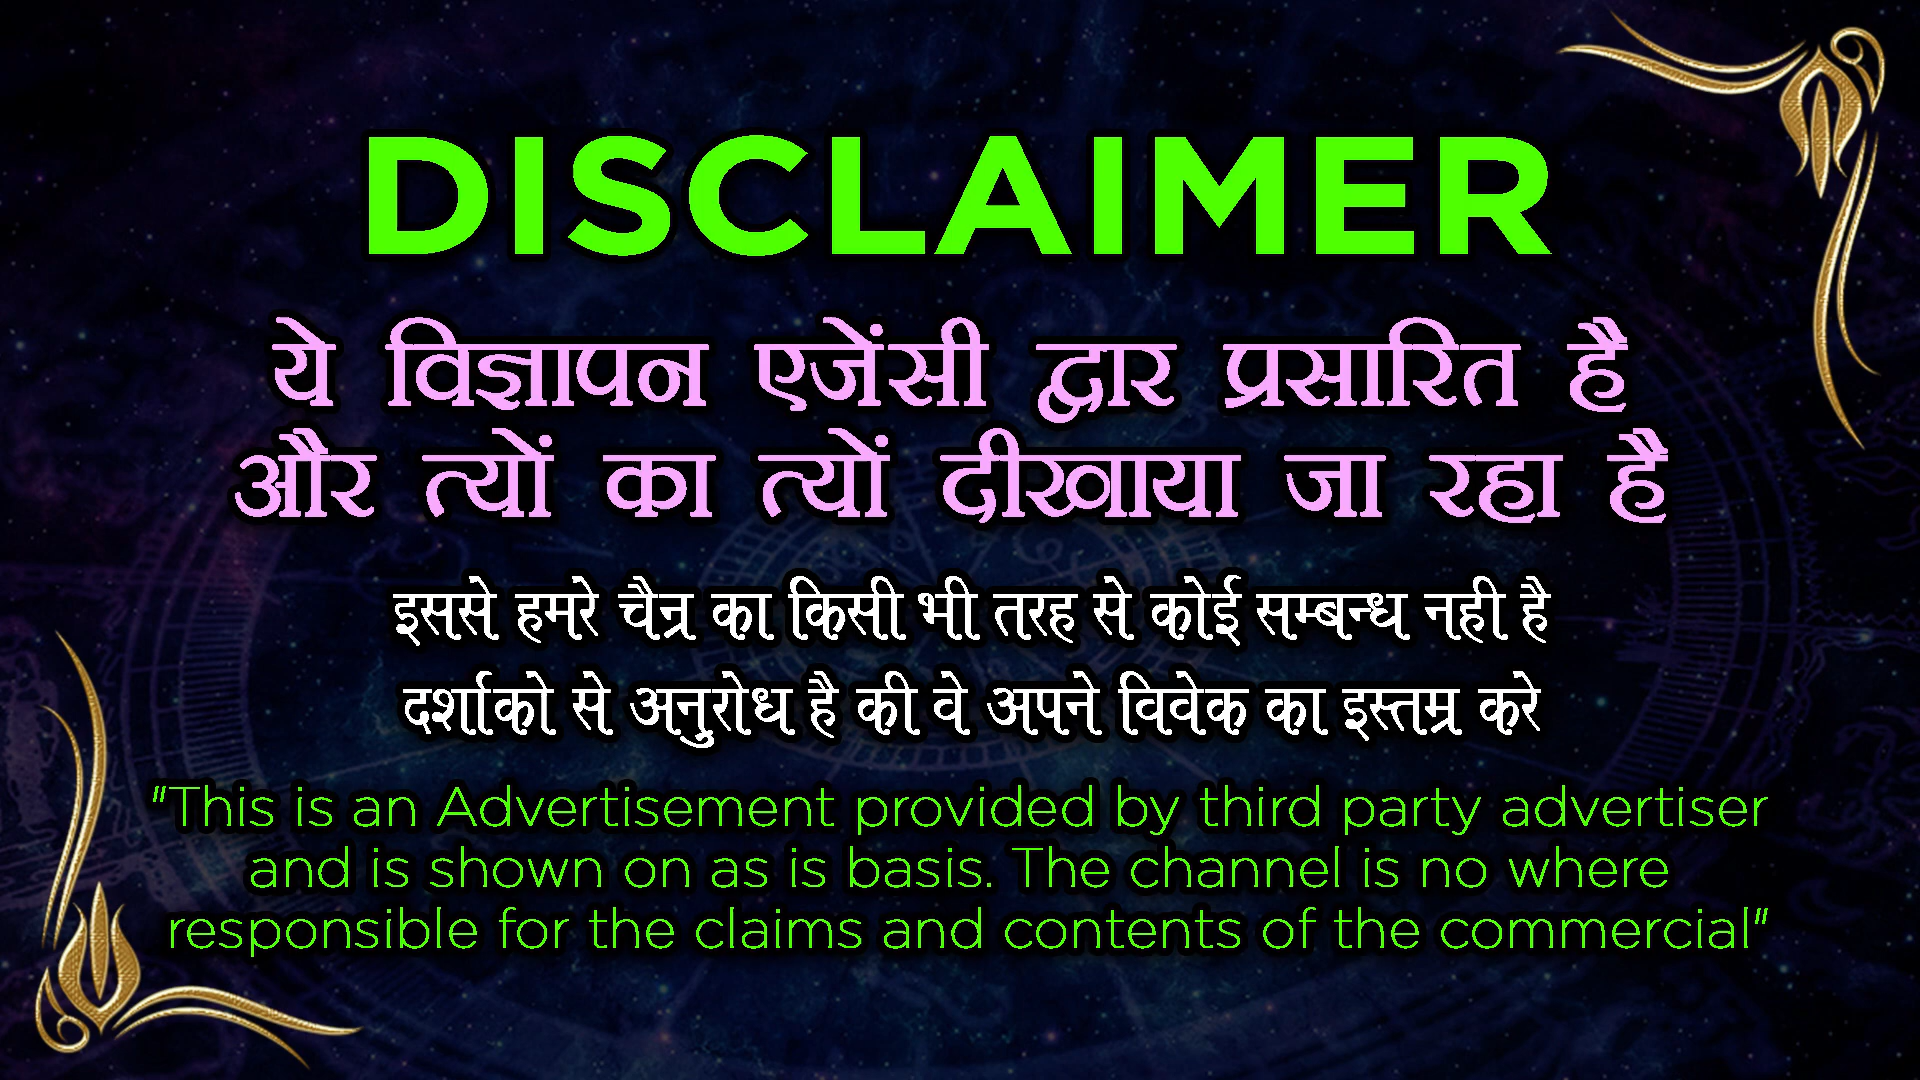 DISCLAIMER
ये विज्ञापन एजेंसी द्वार प्रसारित है
और त्यों का त्यों दीखाया जा रहा है
इससे हमरे चैन्र का किसी भी तरह से कोई सम्बन्ध नही है
दर्शाको से अनुरोध है की वे अपने विवेक का इस्तम्र करे
"This is an Advertisement provided by third party advertiser
and is shown on as is basis. The channel is no where
responsible for the claims and contents of the commercial"